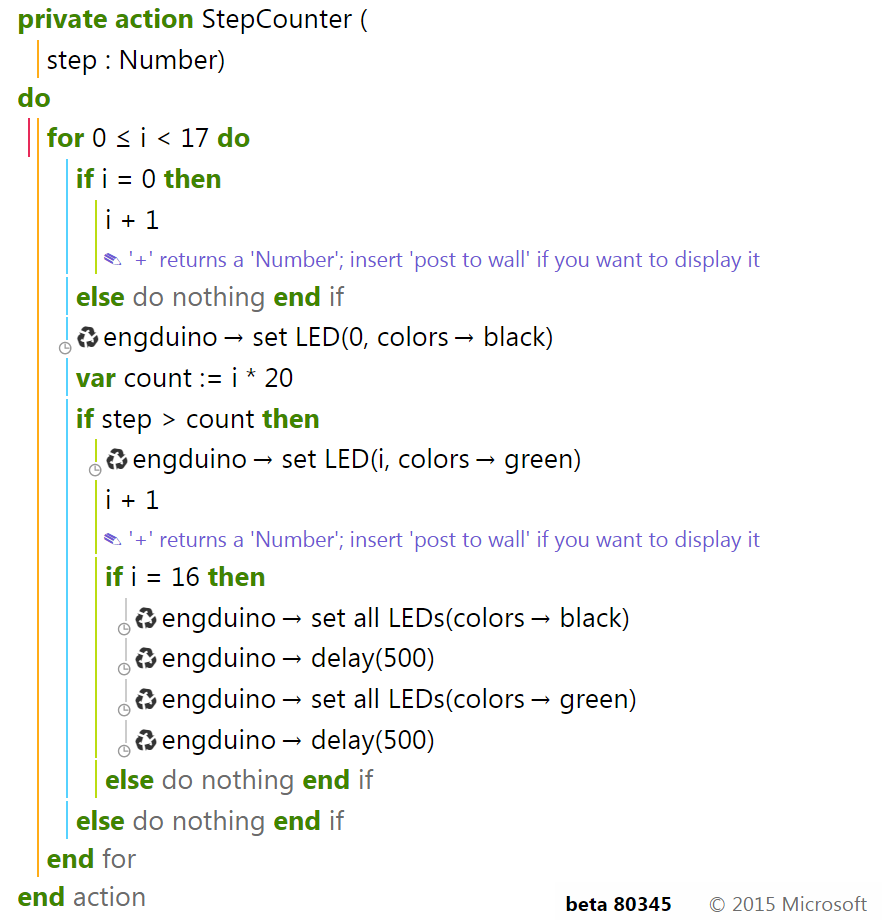 private action StepCounter (
step : Number)
do
for 0 ≤ i < 17 do
if i = 0 then
i + 1
'+' returns a 'Number'; insert 'post to wall' if you want to display it
else do nothing end if
engduino → set LED(0, colors → black)
var count := i * 20
if step > count then
engduino → set LED(i, colors → green)
i + 1
'+' returns a 'Number'; insert 'post to wall' if you want to display it
if i = 16 then
engduino → set all LEDs(colors → black)
engduino → delay(500)
engduino → set all LEDs(colors → green)
engduino → delay(500)
else do nothing end if
else do nothing end if
end for
end action
beta 80345 © 2015 Microsoft